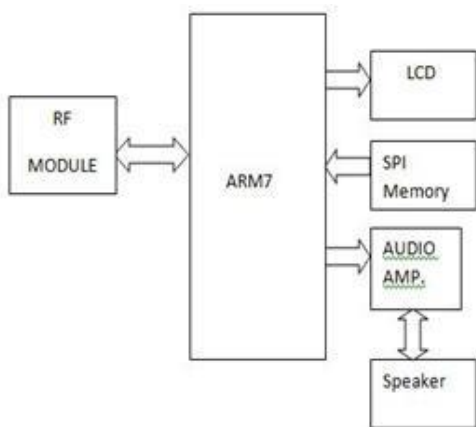 RF
MODULE
ARM7
LCD
SPI
Memory
AUDIO
AMP.
Speaker